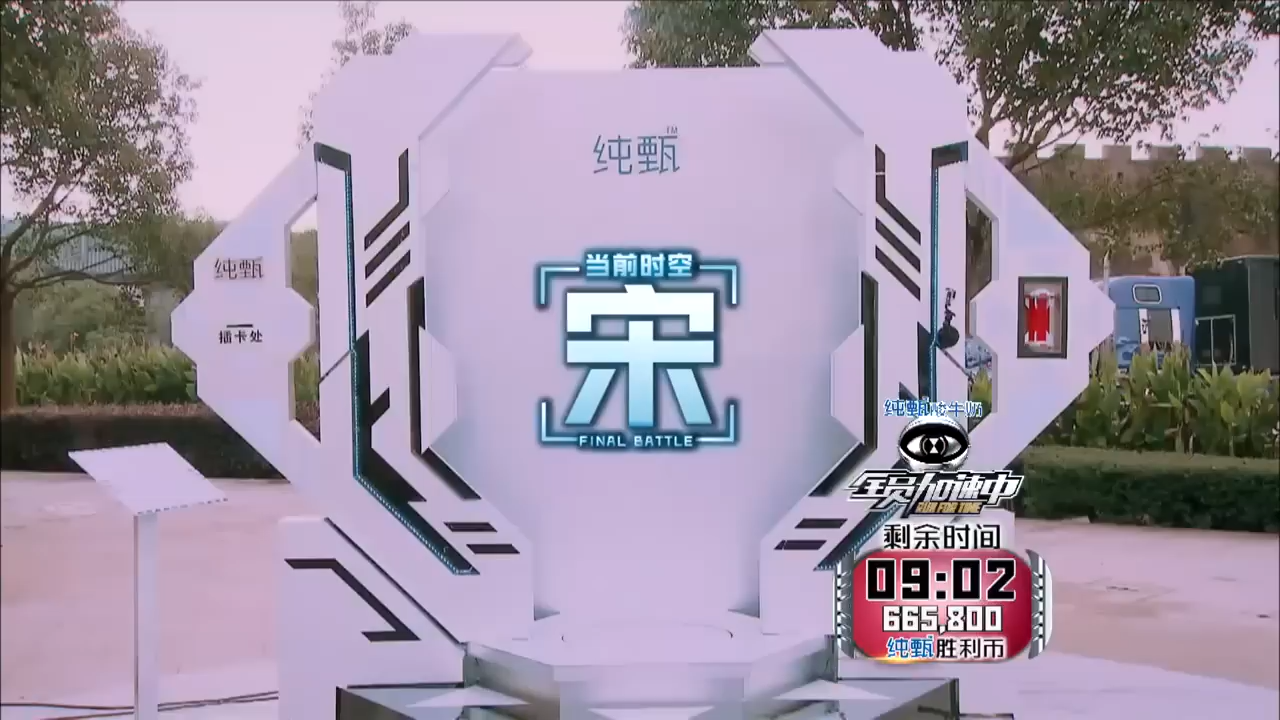 纯甄™
纯甄
插卡处
当前时空
宋
FINAL BATTLE
纯甄酸牛奶
全员加速中
RUN FOR TIME
剩余时间
09:02
665,800
纯甄胜利币